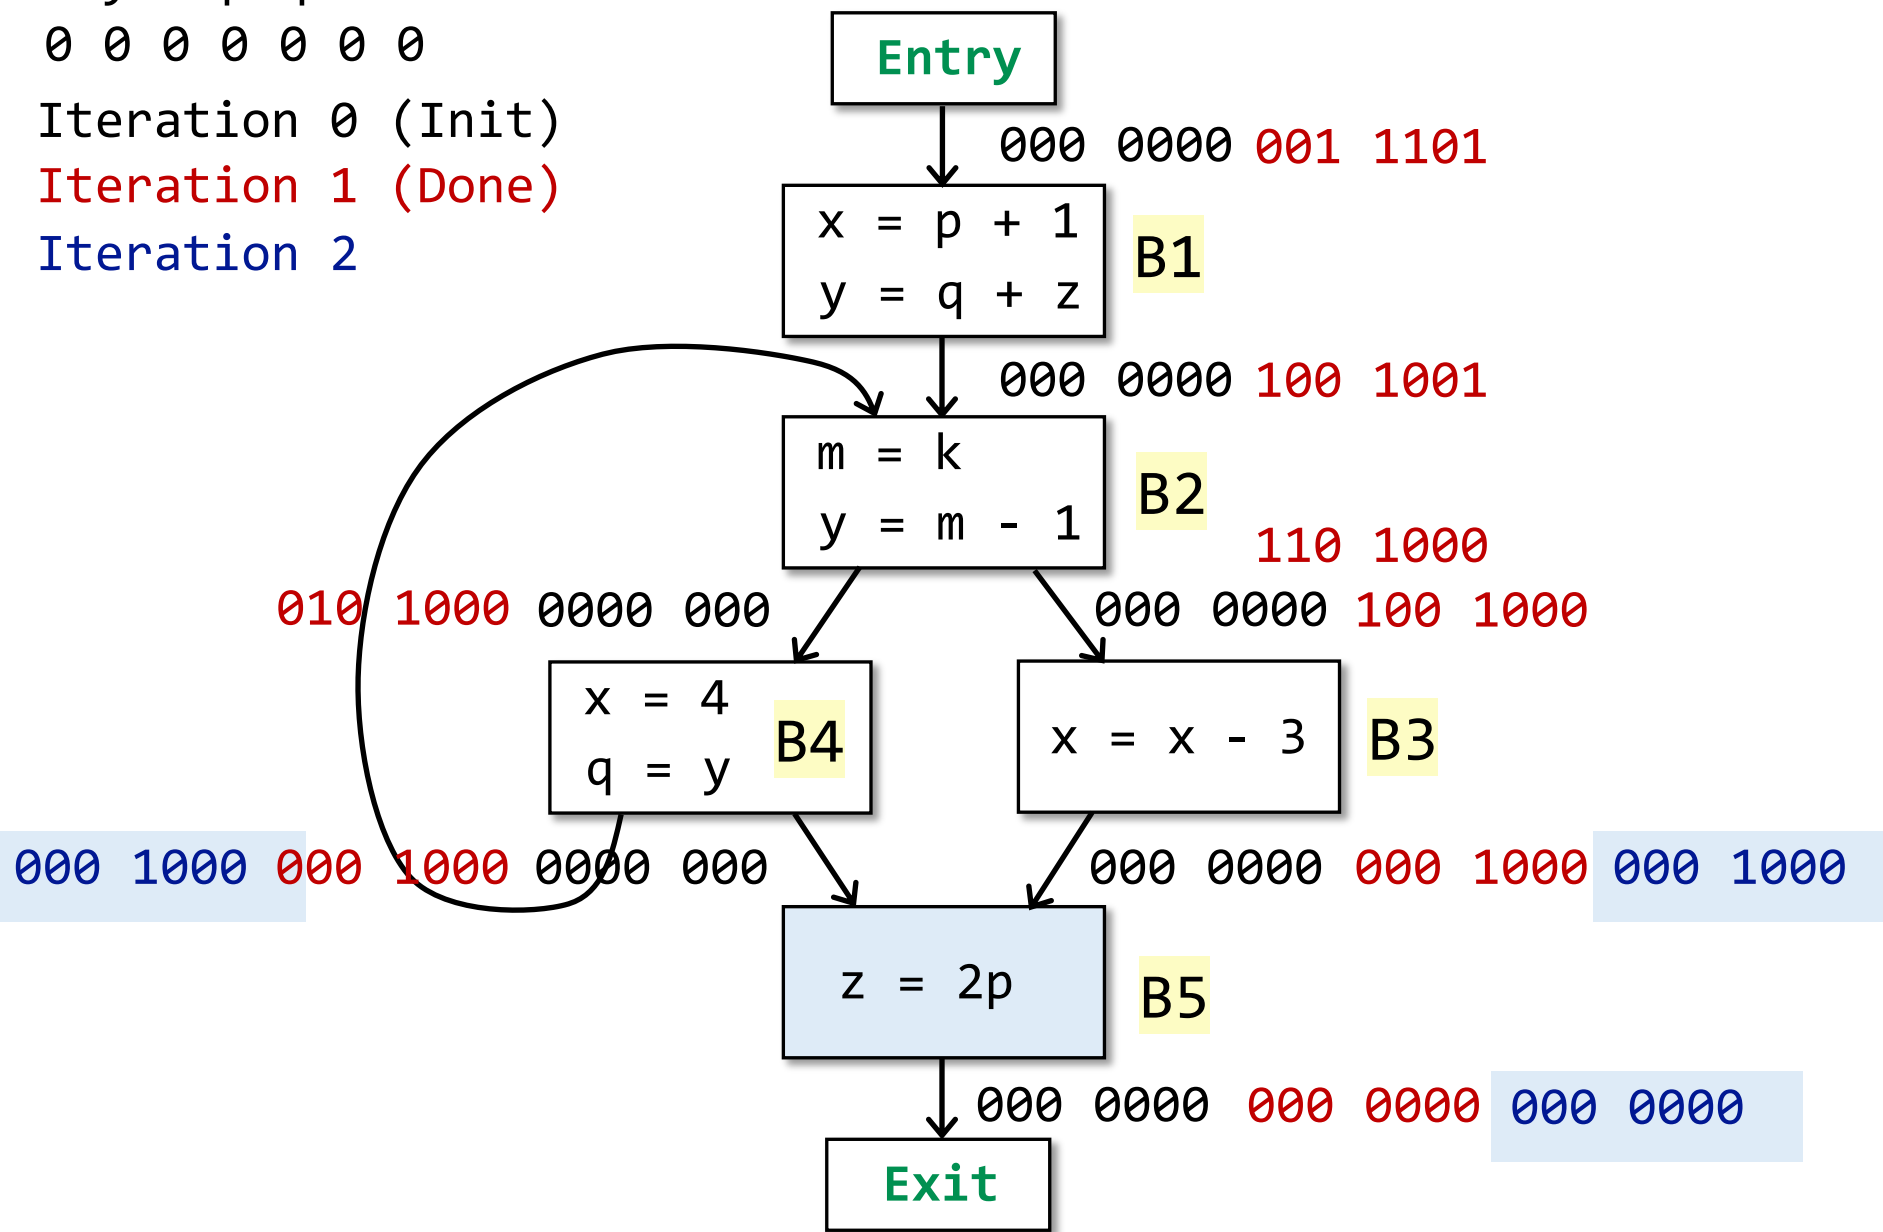 0 0 0 0 0 0 0
Iteration 0 (Init)
Iteration 1 (Done)
Iteration 2
Entry
000 0000 001 1101
x = p + 1
y = q + z
B1
000 0000 100 1001
m = k
y = m - 1
B2
110 1000
010 1000 0000 000
000 0000 100 1000
x = 4
q = y
B4
x = x - 3
B3
000 1000 000 1000 0000 000
000 0000 000 1000 000 1000
z = 2p
B5
000 0000 000 0000 000 0000
Exit